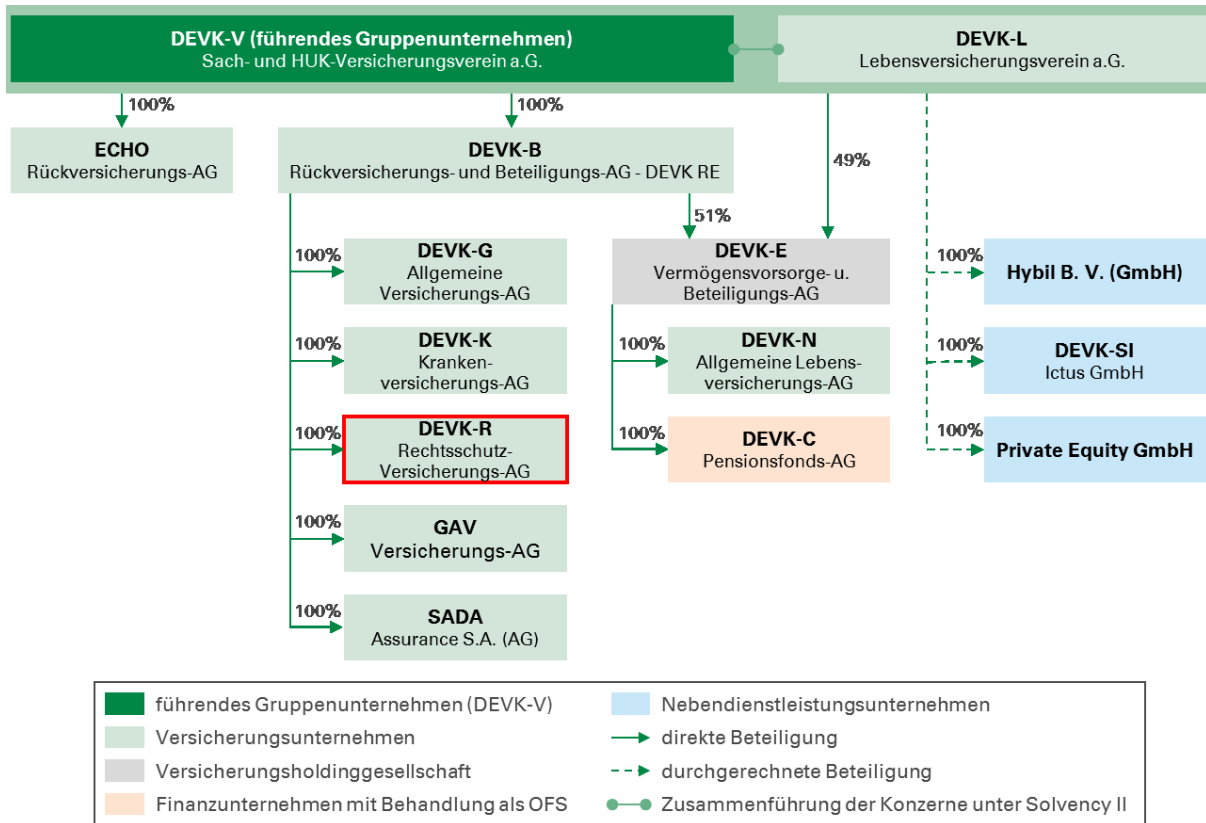 DEVK-V (führendes Gruppenunternehmen)
Sach- und HUK-Versicherungsverein a.G.
DEVK-L
Lebensversicherungsverein a.G.
100%
100%
ECHO
Rückversicherungs-AG
DEVK-B
Rückversicherungs- und Beteiligungs-AG - DEVK RE
49%
51%
100%
DEVK-G
Allgemeine
Versicherungs-AG
DEVK-E
Vermögensvorsorge- u.
Beteiligungs-AG
100%
Hybil B. V. (GmbH)
100%
DEVK-K
Kranken-
versicherungs-AG
100%
DEVK-N
Allgemeine Lebens-
versicherungs-AG
100%
DEVK-SI
Ictus GmbH
100%
DEVK-R
Rechtsschutz-
Versicherungs-AG
100%
DEVK-C
Pensionsfonds-AG
100%
Private Equity GmbH
100%
GAV
Versicherungs-AG
100%
SADA
Assurance S.A. (AG)
führendes Gruppenunternehmen (DEVK-V)
Versicherungsunternehmen
Versicherungsholdinggesellschaft
Finanzunternehmen mit Behandlung als OFS
Nebendienstleistungsunternehmen
direkte Beteiligung
durchgerechnete Beteiligung
Zusammenführung der Konzerne unter Solvency II